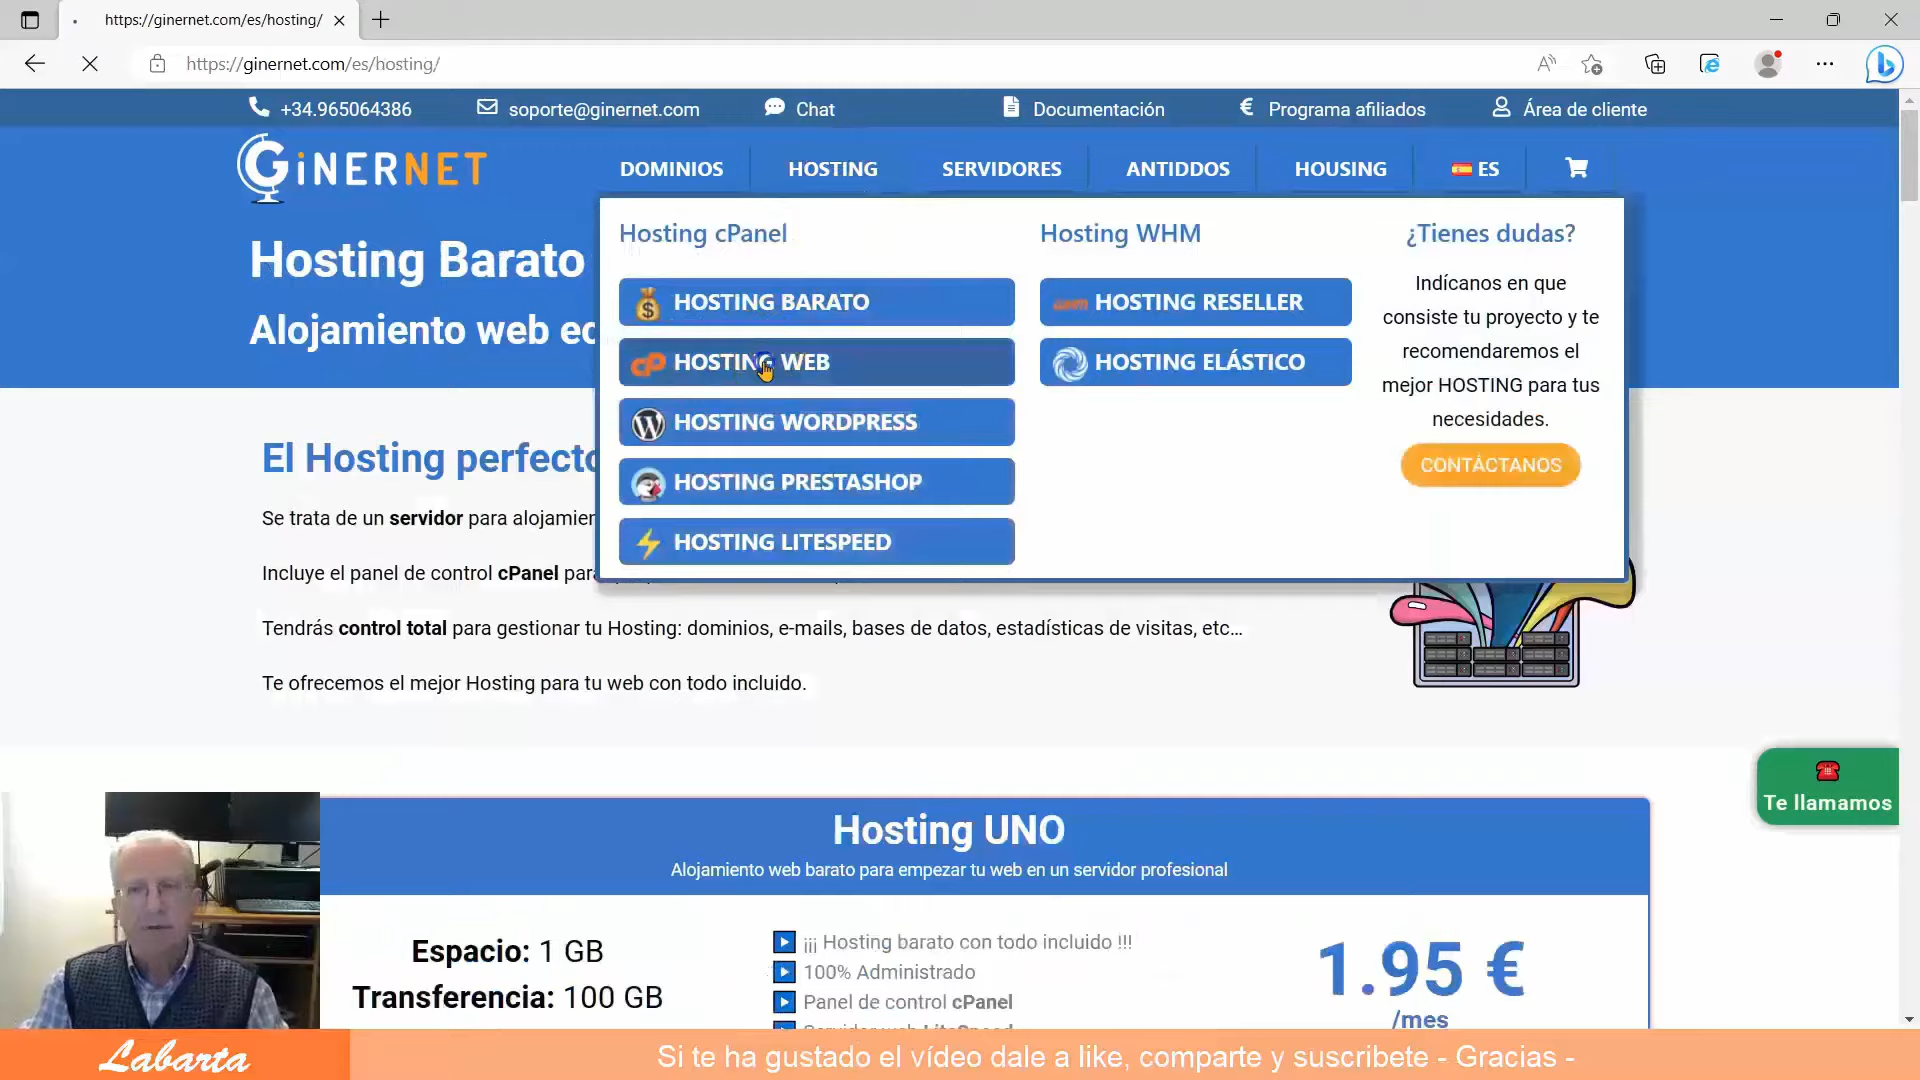 https://ginernet.com/es/hosting/
https://ginernet.com/es/hosting/
+34.965064386
soporte@ginernet.com
Chat
Documentación
Programa afiliados
Área de cliente
GiNERNET
DOMINIOS
HOSTING
SERVIDORES
ANTIDDOS
HOUSING
ES
Hosting Barato
Alojamiento web
Hosting cPanel
HOSTING BARATO
HOSTING WEB
HOSTING WORDPRESS
HOSTING PRESTASHOP
HOSTING LITESPEED
Hosting WHM
HOSTING RESELLER
HOSTING ELÁSTICO
¿Tienes dudas?
Indícanos en que
consiste tu proyecto y te
recomendaremos el
mejor HOSTING para tus
necesidades.
CONTÁCTANOS
El Hosting perfecto
Se trata de un servidor para
Incluye el panel de control cPanel
Tendrás control total para gestionar tu Hosting: dominios, e-mails, bases de datos, estadísticas de visitas, etc...
Te ofrecemos el mejor Hosting para tu web con todo incluido.
Te llamamos
Hosting UNO
Alojamiento web barato para empezar tu web en un servidor profesional
Espacio: 1 GB
Transferencia: 100 GB
¡¡¡ Hosting barato con todo incluido !!!
100% Administrado
Panel de control cPanel
Servidor web LiteSpeed
1.95 €
/mes
Labarta
Si te ha gustado el vídeo dale a like, comparte y suscribete - Gracias -